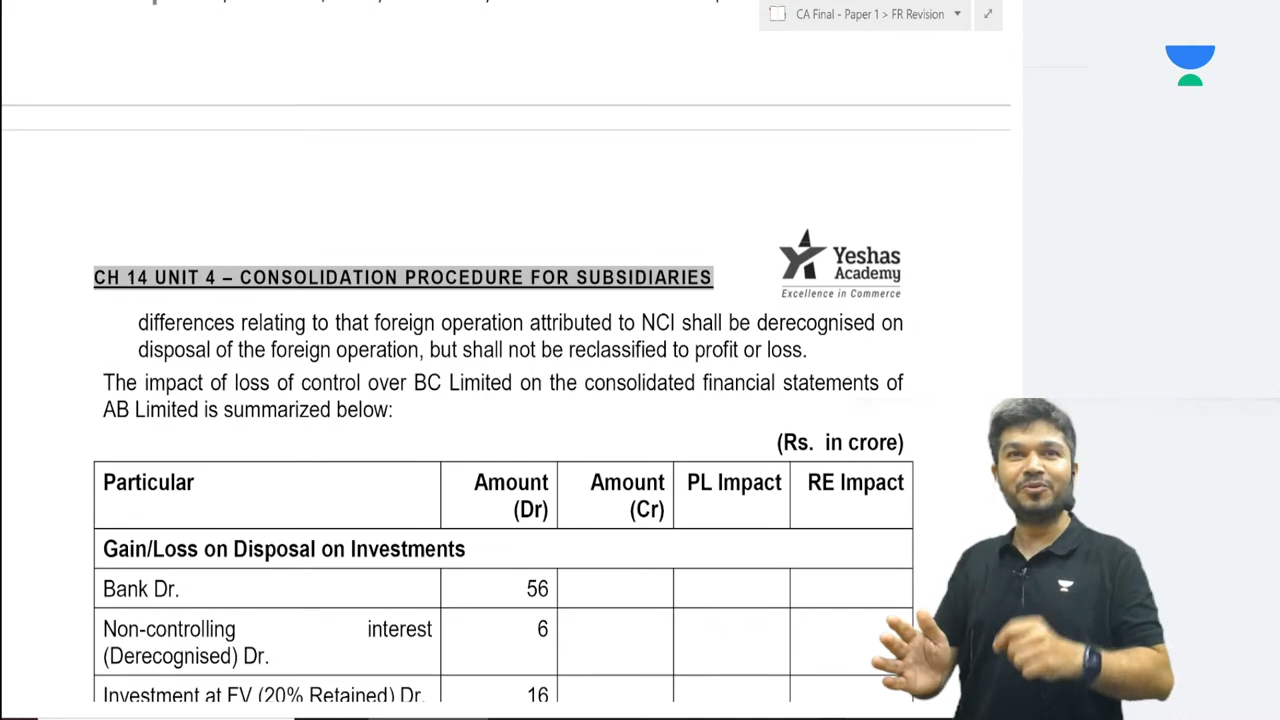 CA Final - Paper 1 > FR Revision
Yeshas
Academy
Excellence in Commerce
CH 14 UNIT 4 – CONSOLIDATION PROCEDURE FOR SUBSIDIARIES
differences relating to that foreign operation attributed to NCI shall be derecognised on
disposal of the foreign operation, but shall not be reclassified to profit or loss.
The impact of loss of control over BC Limited on the consolidated financial statements of
AB Limited is summarized below:
(Rs. in crore)
Particular Amount (Dr) Amount (Cr) PL Impact RE Impact
Gain/Loss on Disposal on Investments
Bank Dr. 56
Non-controlling interest 6
(Derecognised) Dr.
Investment at FV (20% Retained) Dr. 16